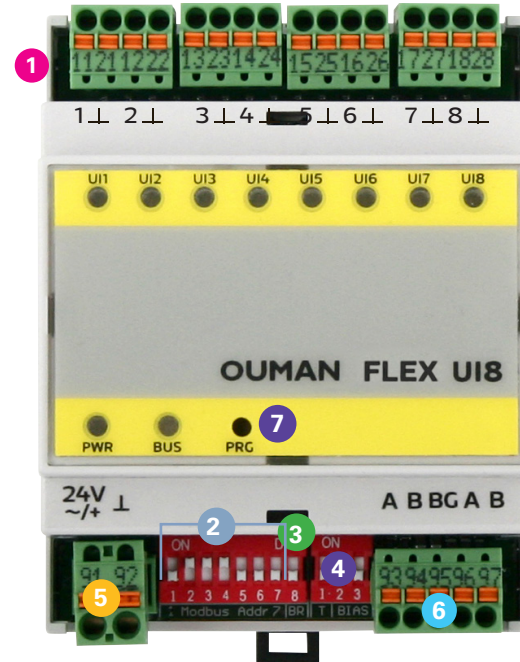 1
11 21 12 22 13 23 14 24 15 25 16 26 17 27 18 28
1 2 3 4 5 6 7 8
UI1 UI2 UI3 UI4 UI5 UI6 UI7 UI8
OUMAN FLEX UI8
7
PWR BUS PRG
24V
~/+
A B BG A B
2 3
ON ON
4
91 92
93 94 95 96 97
5
6
1 2 3 4 5 6 7 8 1 2 3
Modbus Addr 7 BR T BIAS